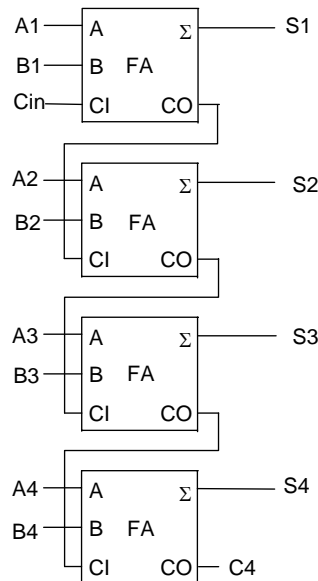 A1 A Σ S1
B1 B FA
Cin CI CO
A2 A Σ S2
B2 B FA
CI CO
A3 A Σ S3
B3 B FA
CI CO
A4 A Σ S4
B4 B FA
CI CO C4